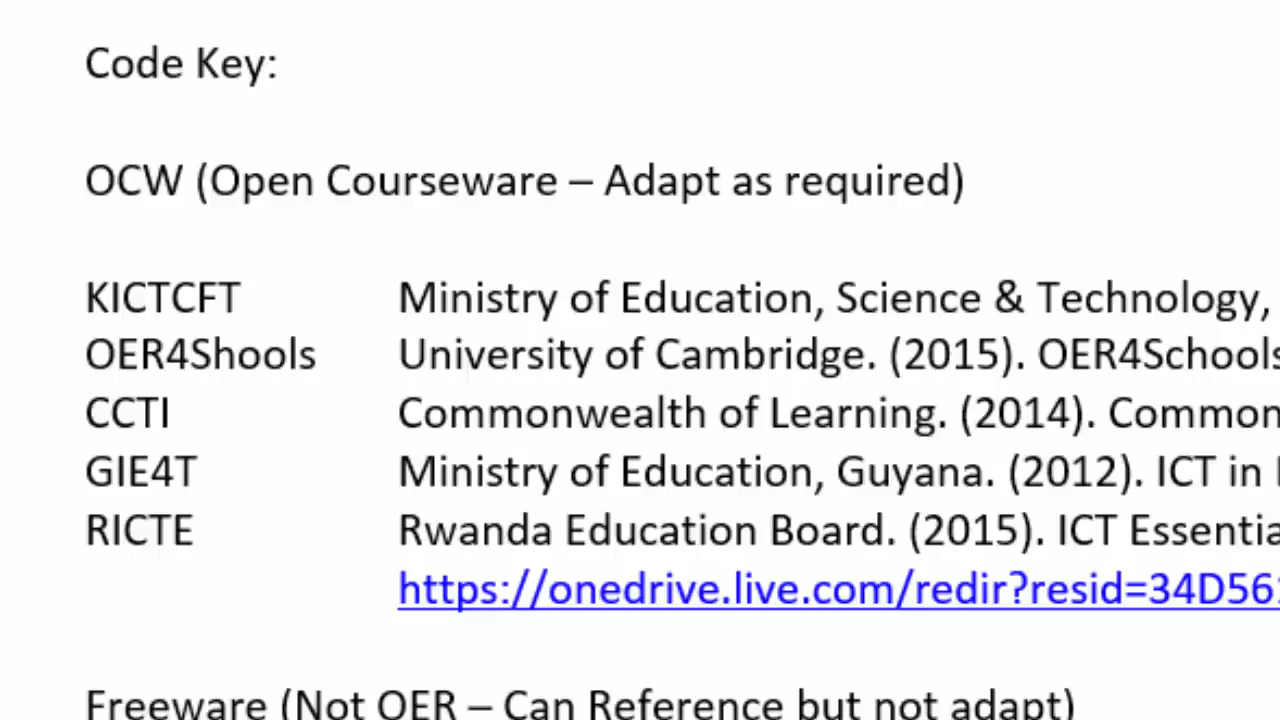 Code Key:
OCW (Open Courseware – Adapt as required)
KICTCFT Ministry of Education, Science & Technology,
OER4Shools University of Cambridge. (2015). OER4Schools
CCTI Commonwealth of Learning. (2014). Common
GIE4T Ministry of Education, Guyana. (2012). ICT in
RICTE Rwanda Education Board. (2015). ICT Essentia
https://onedrive.live.com/redir?resid=34D561
Freeware (Not OER – Can Reference but not adapt)